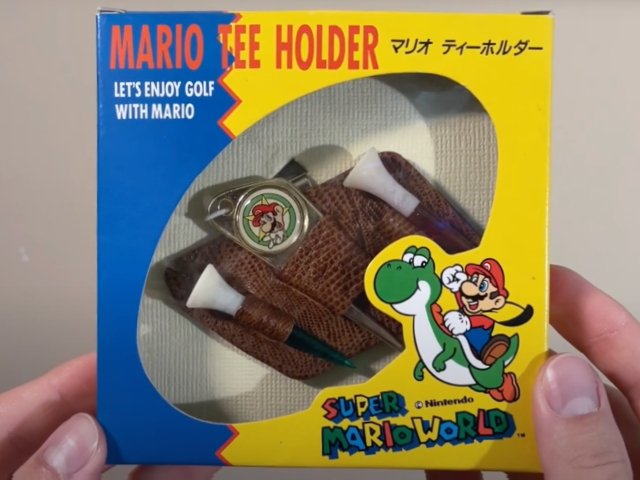 MARIO TEE HOLDER マリオ ティーホルダー
LET'S ENJOY GOLF
WITH MARIO
© Nintendo
SUPER
MARIO WORLD ™